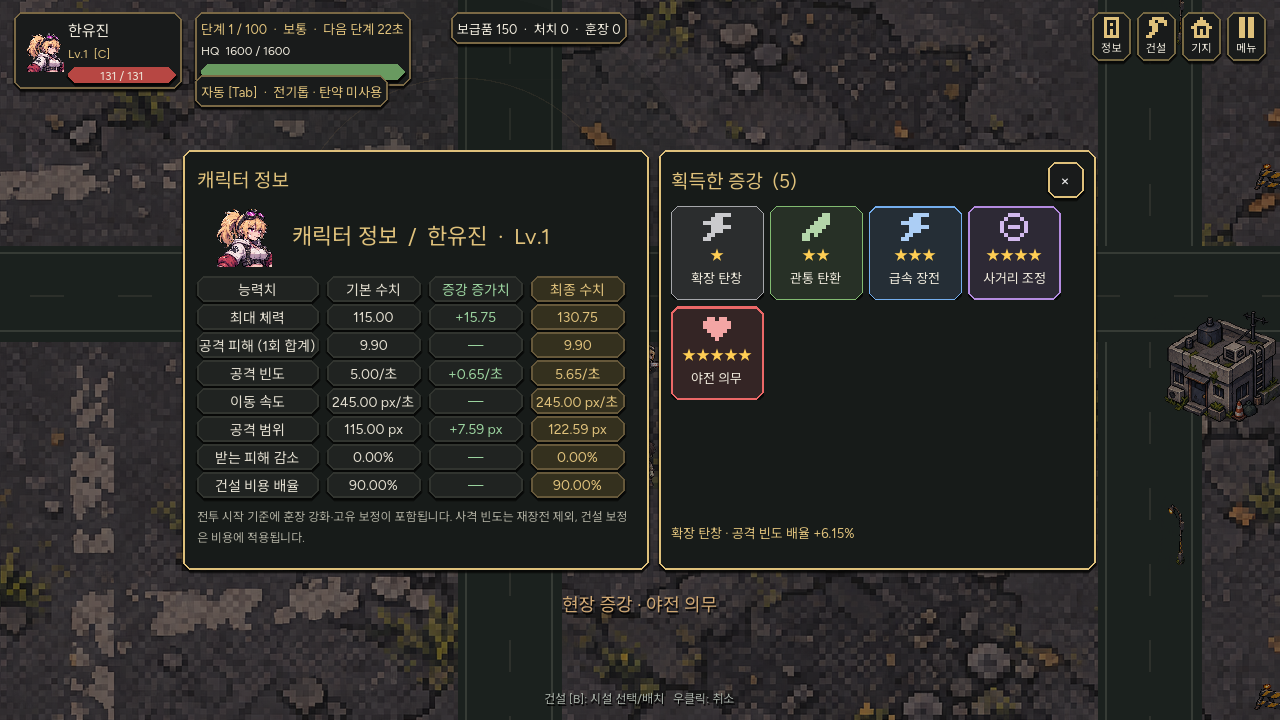 한유진
Lv.1 [C]
131 / 131
단계 1 / 100 · 보통 · 다음 단계 22초
HQ 1600 / 1600
자동 [Tab] · 전기톱 · 탄약 미사용
보급품 150 · 처치 0 · 훈장 0
정보 건설 기지 메뉴
캐릭터 정보
캐릭터 정보 / 한유진 · Lv.1
능력치 기본 수치 증강 증가치 최종 수치
최대 체력 115.00 +15.75 130.75
공격 피해 (1회 합계) 9.90 — 9.90
공격 빈도 5.00/초 +0.65/초 5.65/초
이동 속도 245.00 px/초 — 245.00 px/초
공격 범위 115.00 px +7.59 px 122.59 px
받는 피해 감소 0.00% — 0.00%
건설 비용 배율 90.00% — 90.00%
전투 시작 기준에 훈장 강화·고유 보정이 포함됩니다. 사격 빈도는 재장전 제외, 건설 보정
은 비용에 적용됩니다.
획득한 증강 (5)
×
★ ★★ ★★★ ★★★★
확장 탄창 관통 탄환 급속 장전 사거리 조정
★★★★★
야전 의무
확장 탄창 · 공격 빈도 배율 +6.15%
현장 증강 · 야전 의무
건설 [B]: 시설 선택/배치 우클릭: 취소